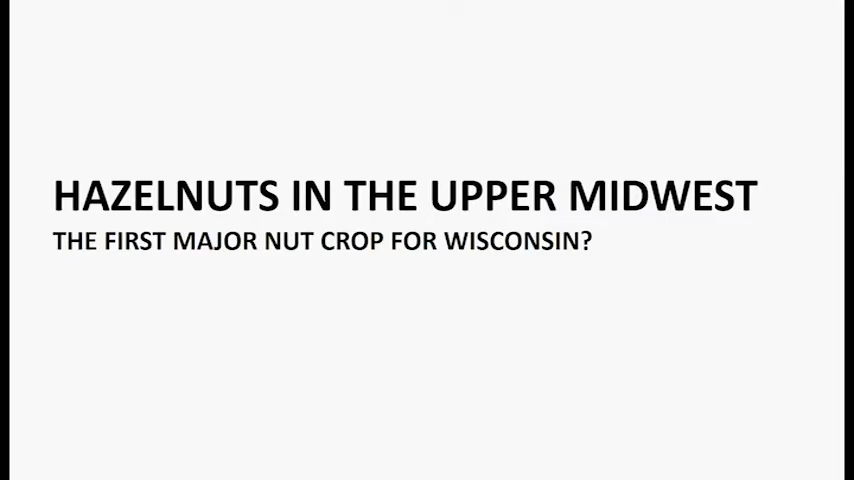 HAZELNUTS IN THE UPPER MIDWEST
THE FIRST MAJOR NUT CROP FOR WISCONSIN?